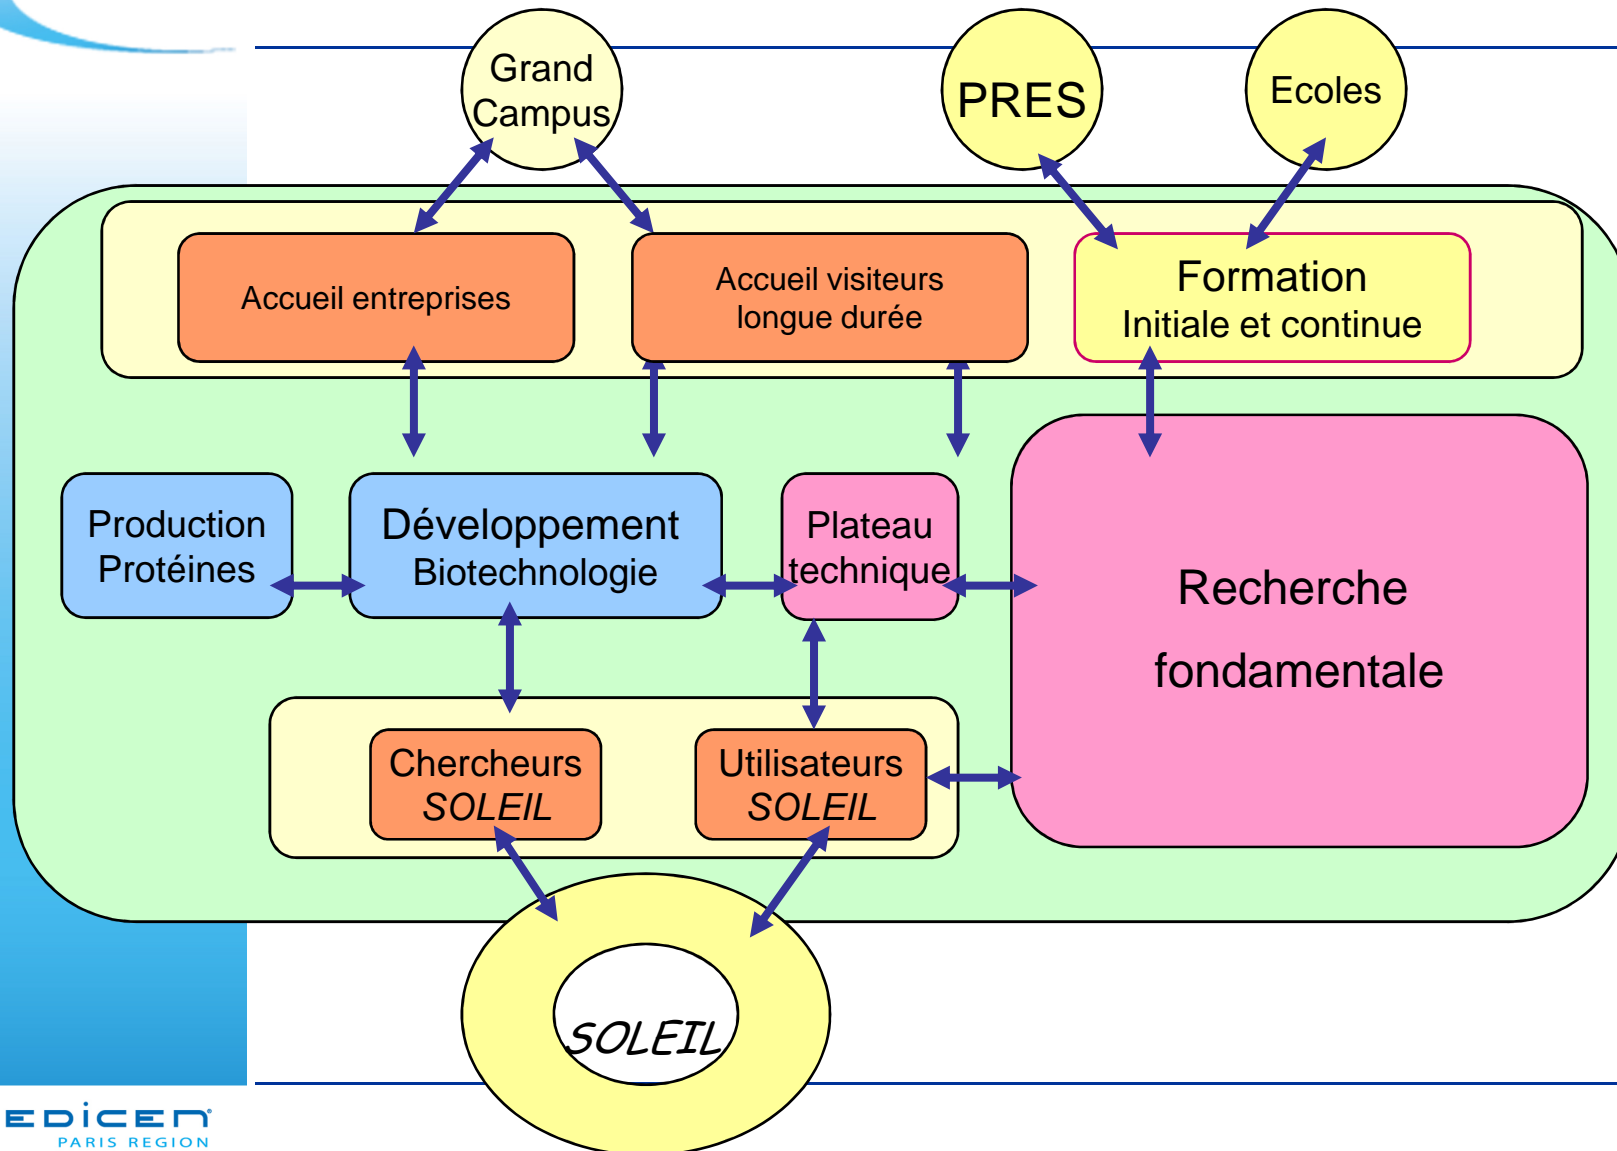 Grand
Campus
PRES
Ecoles
Accueil entreprises
Accueil visiteurs
longue durée
Formation
Initiale et continue
Production
Protéines
Développement
Biotechnologie
Plateau
technique
Recherche
fondamentale
Chercheurs
SOLEIL
Utilisateurs
SOLEIL
SOLEIL
EDICEN
PARIS REGION